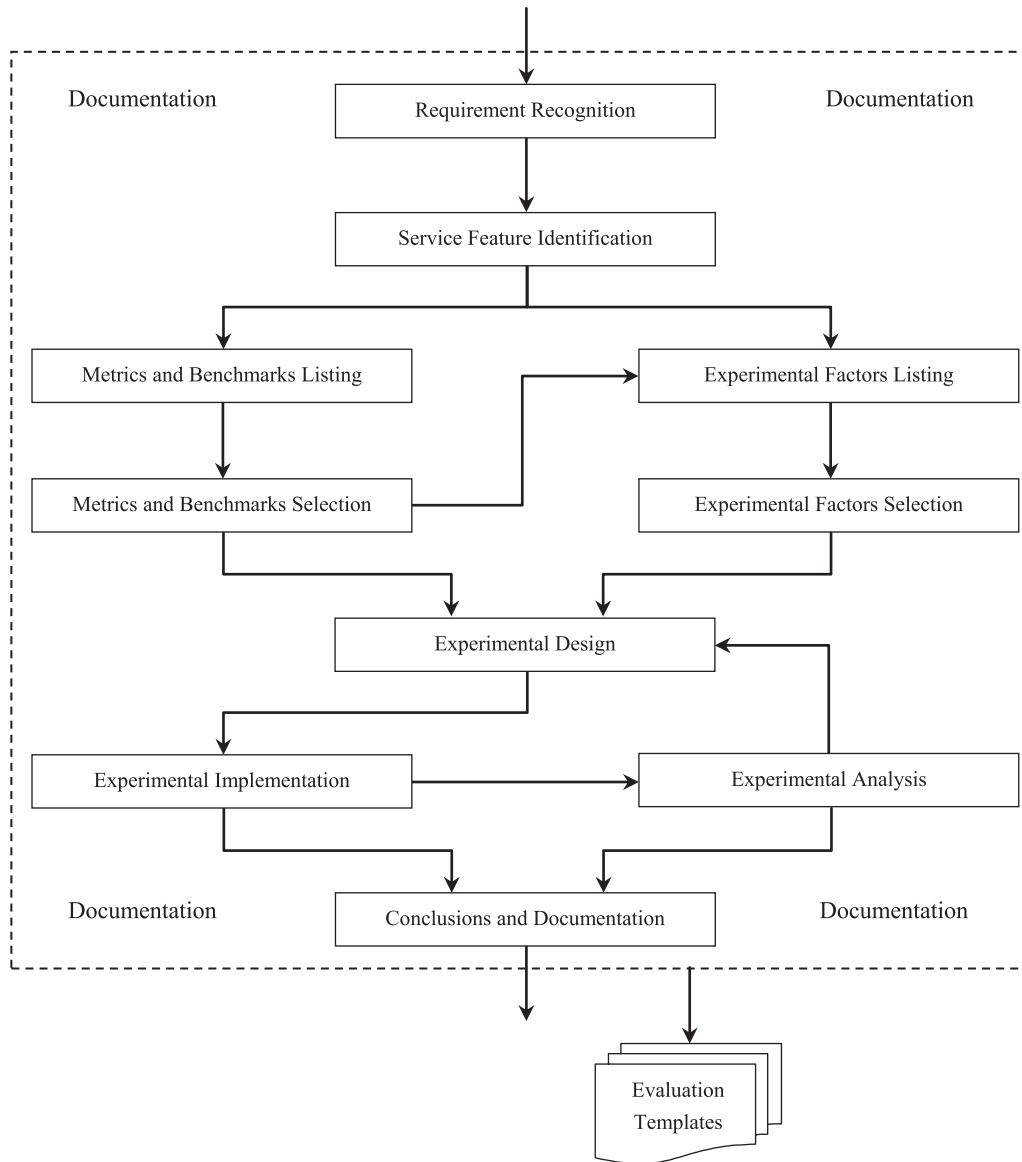 Documentation
Documentation
Requirement Recognition
Service Feature Identification
Metrics and Benchmarks Listing
Experimental Factors Listing
Metrics and Benchmarks Selection
Experimental Factors Selection
Experimental Design
Experimental Implementation
Experimental Analysis
Documentation
Documentation
Conclusions and Documentation
Evaluation
Templates